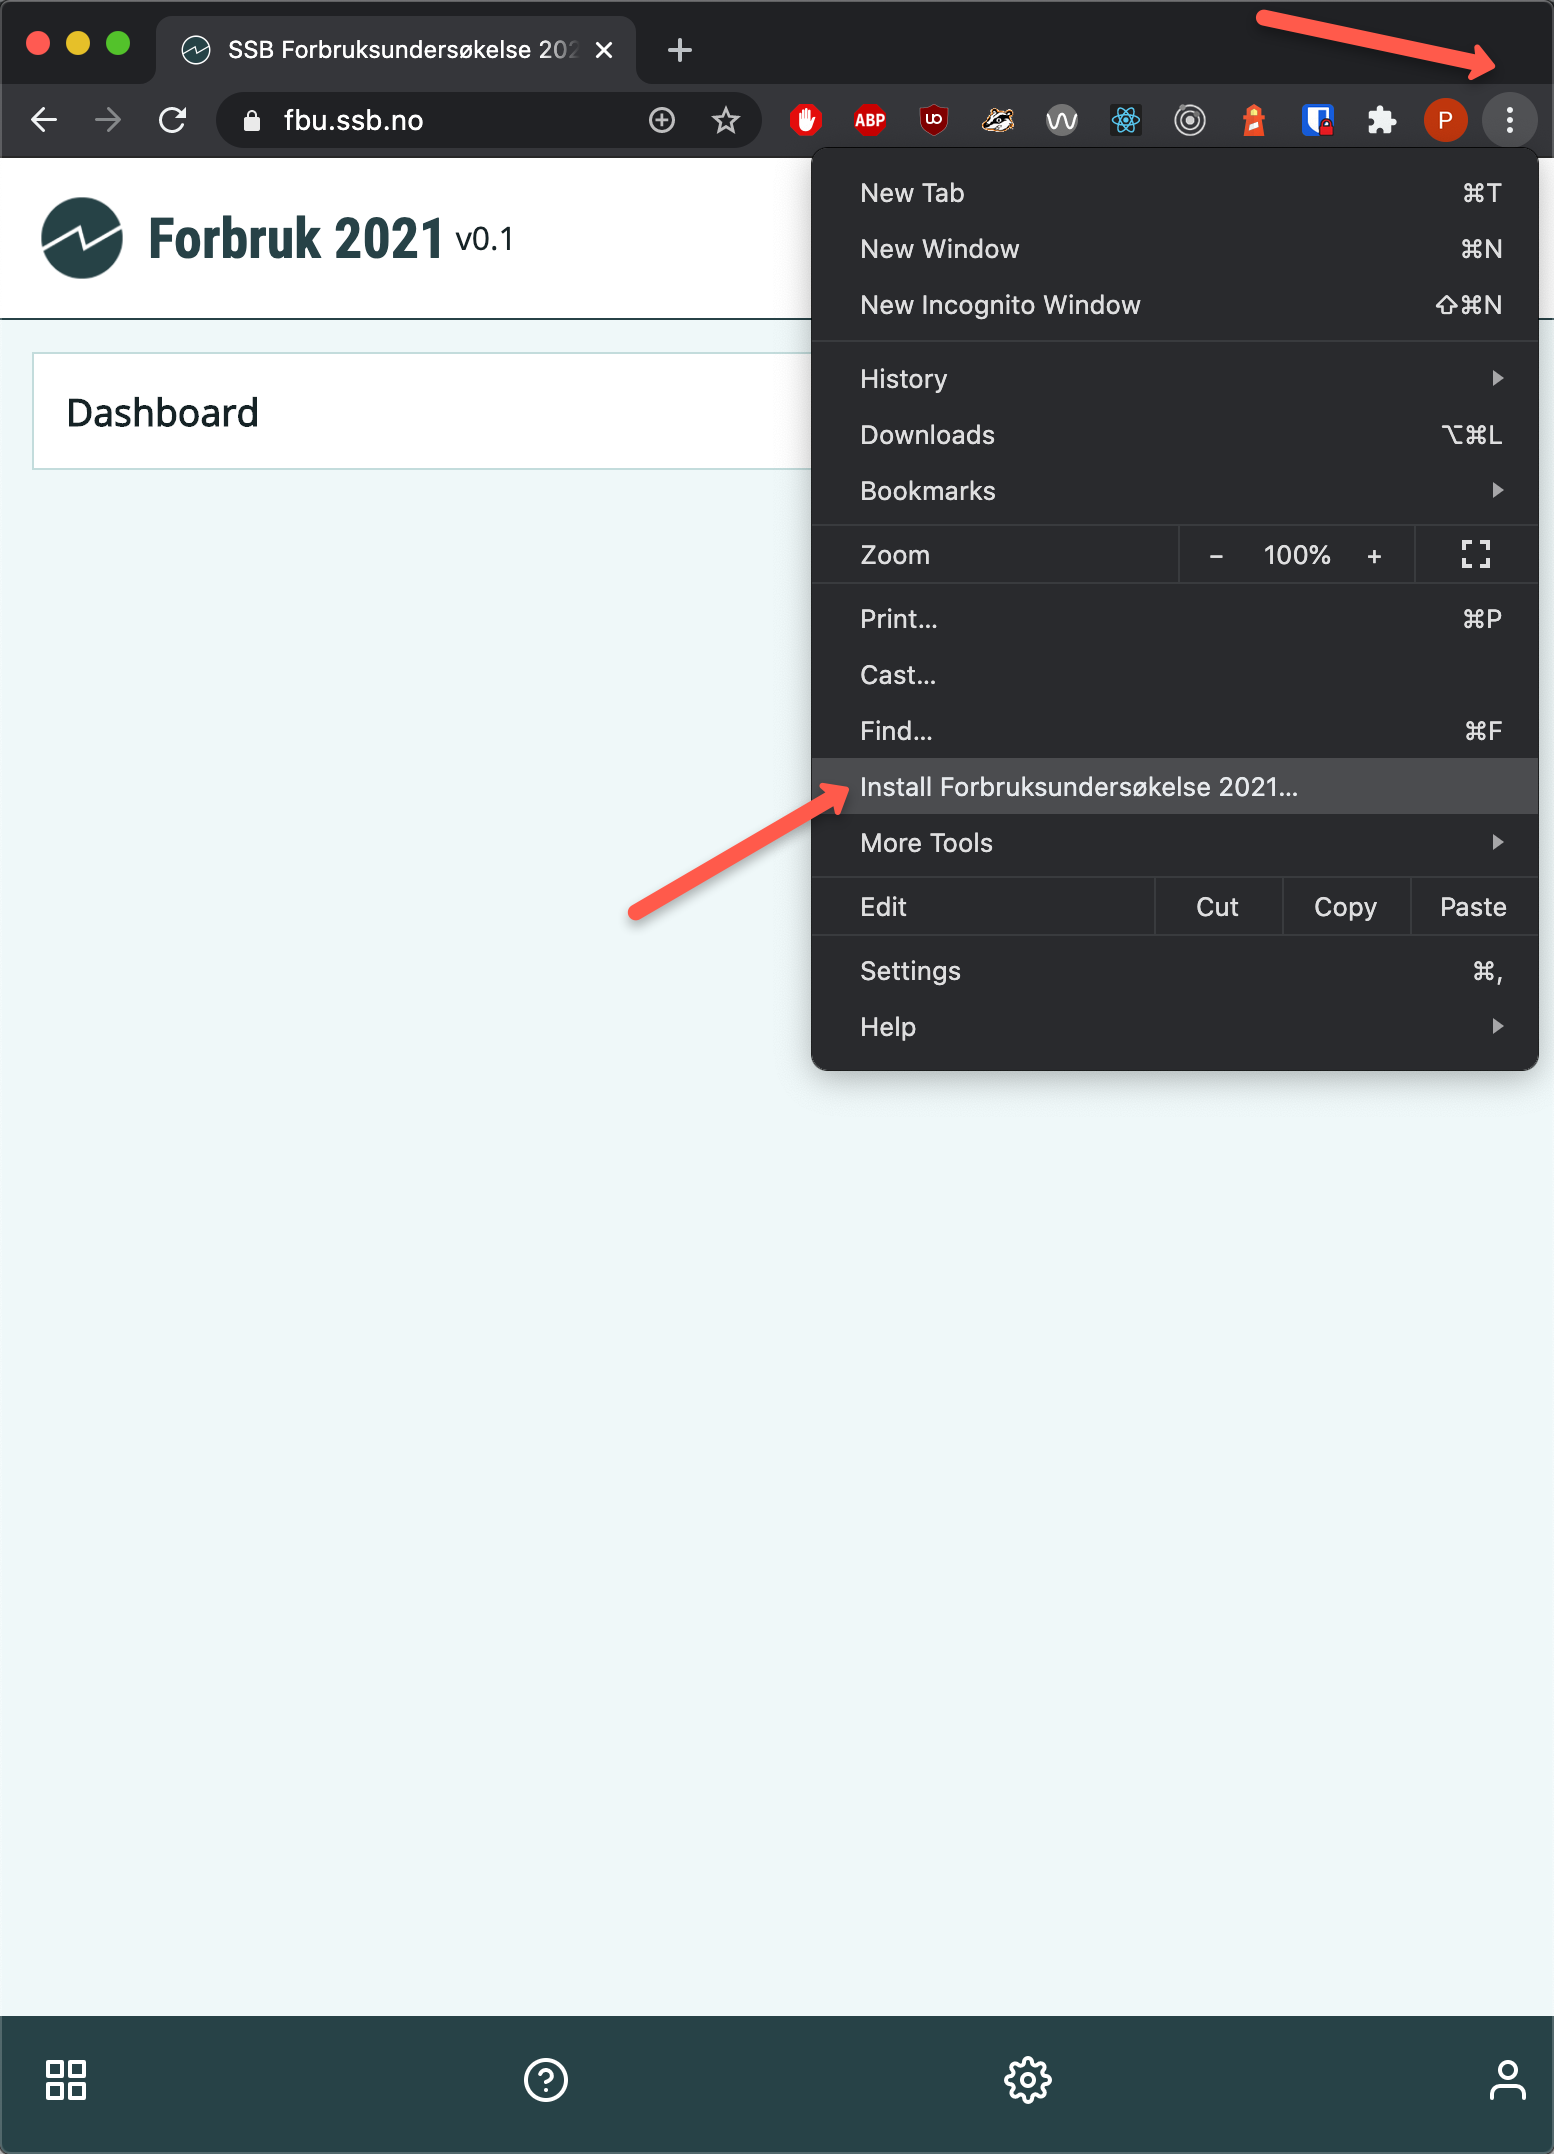 SSB Forbruksundersøkelse 202
fbu.ssb.no
ABP
P
Forbruk 2021 v0.1
Dashboard
New Tab ⌘T
New Window ⌘N
New Incognito Window ⇧⌘N
History
Downloads ⌥⌘L
Bookmarks
Zoom − 100% +
Print... ⌘P
Cast...
Find... ⌘F
Install Forbruksundersøkelse 2021...
More Tools
Edit Cut Copy Paste
Settings ⌘,
Help